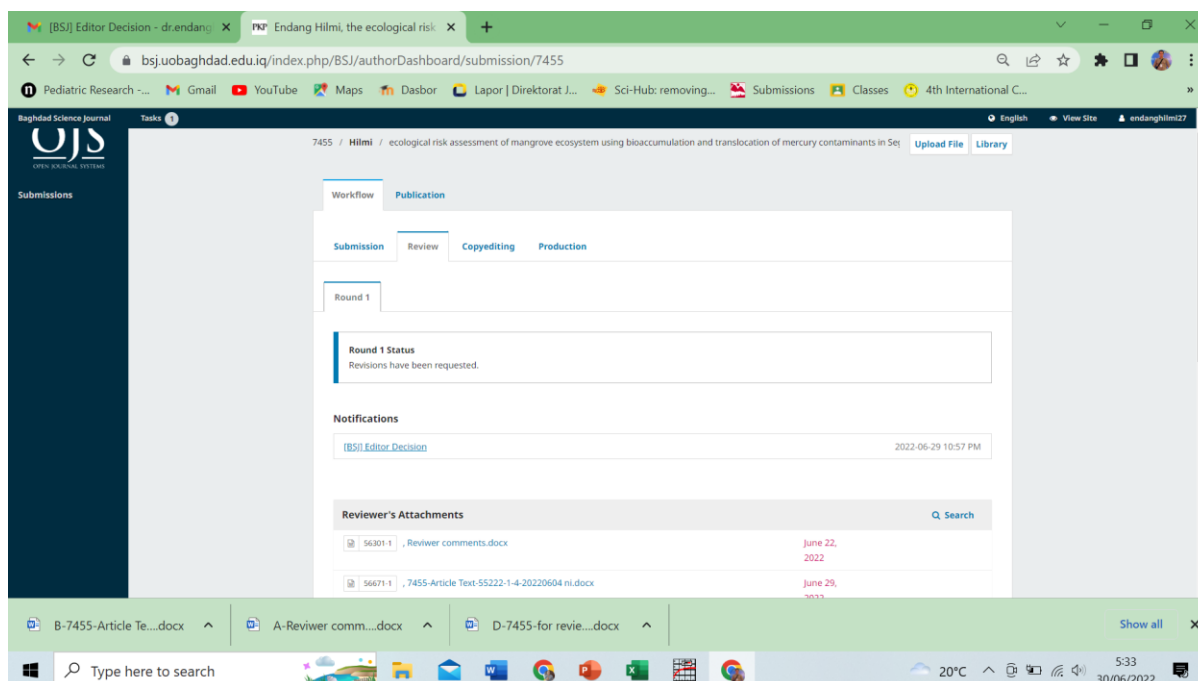 [BSJ] Editor Decision - dr.endang
PKP Endang Hilmi, the ecological risk
bsj.uobaghdad.edu.iq/index.php/BSJ/authorDashboard/submission/7455
Pediatric Research -... Gmail YouTube Maps Dasbor Lapor | Direktorat J... Sci-Hub: removing... Submissions Classes 4th International C... »
Baghdad Science Journal Tasks 1 English View Site endanghilmi27
OJS
OPEN JOURNAL SYSTEMS
Submissions
7455 / Hilmi / ecological risk assessment of mangrove ecosystem using bioaccumulation and translocation of mercury contaminants in Seg
Upload File Library
Workflow Publication
Submission Review Copyediting Production
Round 1
Round 1 Status
Revisions have been requested.
Notifications
[BSJ] Editor Decision 2022-06-29 10:57 PM
Reviewer's Attachments Search
56301-1 , Reviwer comments.docx June 22,
2022
56671-1 , 7455-Article Text-55222-1-4-20220604 ni.docx June 29,
2022
B-7455-Article Te....docx A-Reviwer comm....docx D-7455-for revie....docx Show all
Type here to search 20°C 5:33
30/06/2022